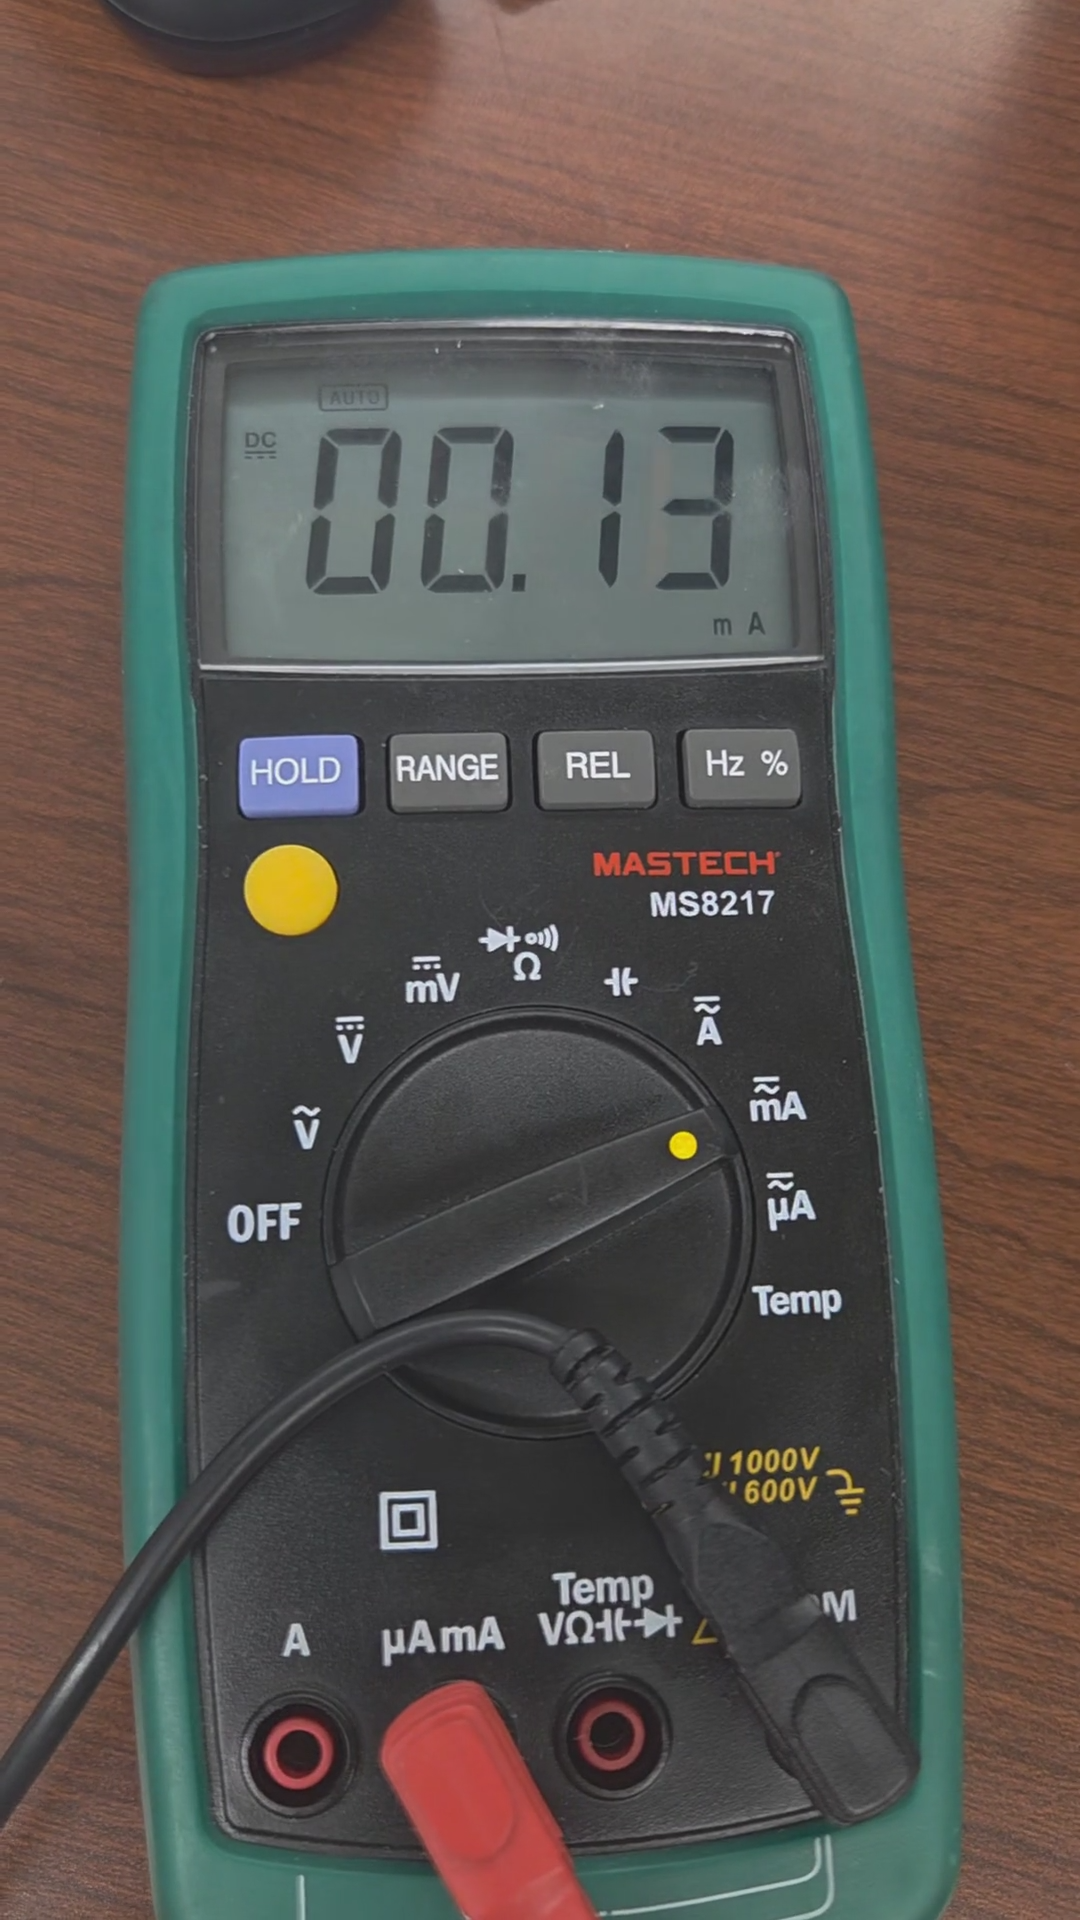 AUTO
DC
00.13
m A
HOLD RANGE REL Hz %
MASTECH
MS8217
Ω
mV
A
V
mA
V
µA
OFF
Temp
1000V
600V
Temp
A µAmA VΩ